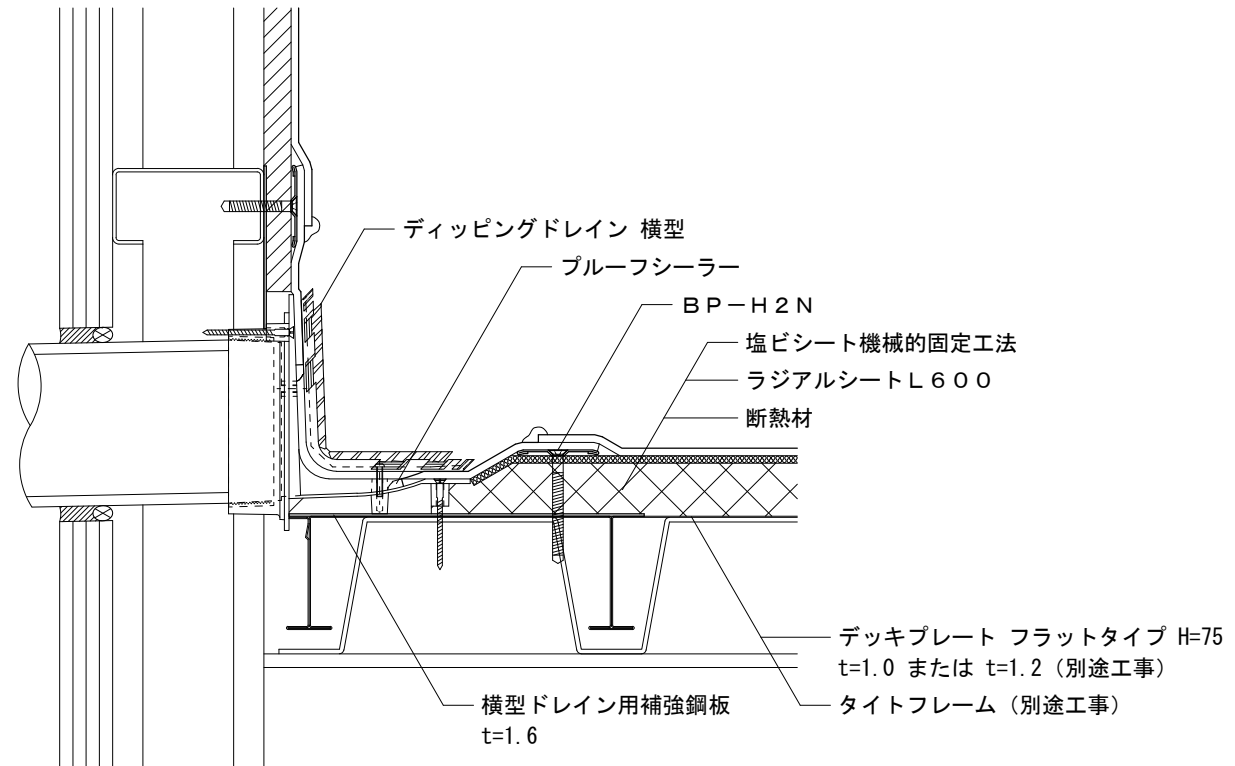 ディッピングドレイン 横型
プルーフシーラー
ＢＰ－Ｈ２Ｎ
塩ビシート機械的固定工法
ラジアルシートＬ６００
断熱材
デッキプレート フラットタイプ H=75
t=1.0 または t=1.2（別途工事）
タイトフレーム（別途工事）
横型ドレイン用補強鋼板
t=1.6